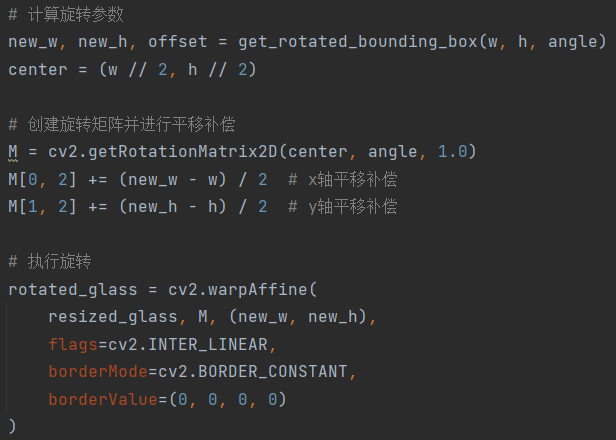 # 计算旋转参数
new_w, new_h, offset = get_rotated_bounding_box(w, h, angle)
center = (w // 2, h // 2)
# 创建旋转矩阵并进行平移补偿
M = cv2.getRotationMatrix2D(center, angle, 1.0)
M[0, 2] += (new_w - w) / 2  # x轴平移补偿
M[1, 2] += (new_h - h) / 2  # y轴平移补偿
# 执行旋转
rotated_glass = cv2.warpAffine(
    resized_glass, M, (new_w, new_h),
    flags=cv2.INTER_LINEAR,
    borderMode=cv2.BORDER_CONSTANT,
    borderValue=(0, 0, 0, 0)
)